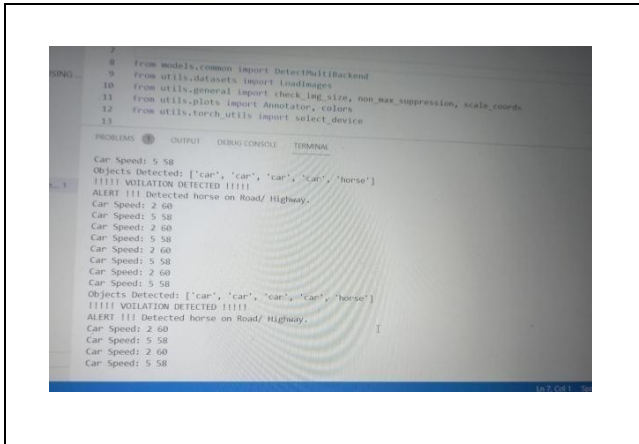 7
8 from models.common import DetectMultiBackend
9 from utils.datasets import LoadImages
10 from utils.general import check_img_size, non_max_suppression, scale_coords
11 from utils.plots import Annotator, colors
12 from utils.torch_utils import select_device
13
PROBLEMS 1 OUTPUT DEBUG CONSOLE TERMINAL
Car Speed: 5 58
Objects Detected: ['car', 'car', 'car', 'car', 'horse']
!!!!! VOILATION DETECTED !!!!!
ALERT !!! Detected horse on Road/ Highway.
Car Speed: 2 60
Car Speed: 5 58
Car Speed: 2 60
Car Speed: 5 58
Car Speed: 2 60
Car Speed: 5 58
Car Speed: 2 60
Car Speed: 5 58
Objects Detected: ['car', 'car', 'car', 'car', 'horse']
!!!!! VOILATION DETECTED !!!!!
ALERT !!! Detected horse on Road/ Highway.
Car Speed: 2 60
Car Speed: 5 58
Car Speed: 2 60
Car Speed: 5 58
Ln 7, Col 1